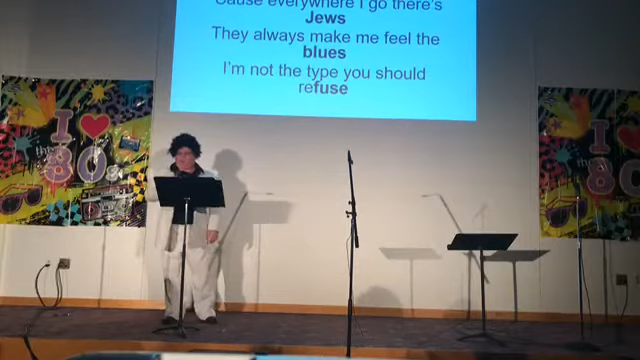 Cause everywhere I go there's
Jews
They always make me feel the
blues
I'm not the type you should
refuse
I
the
80's
I
the
80